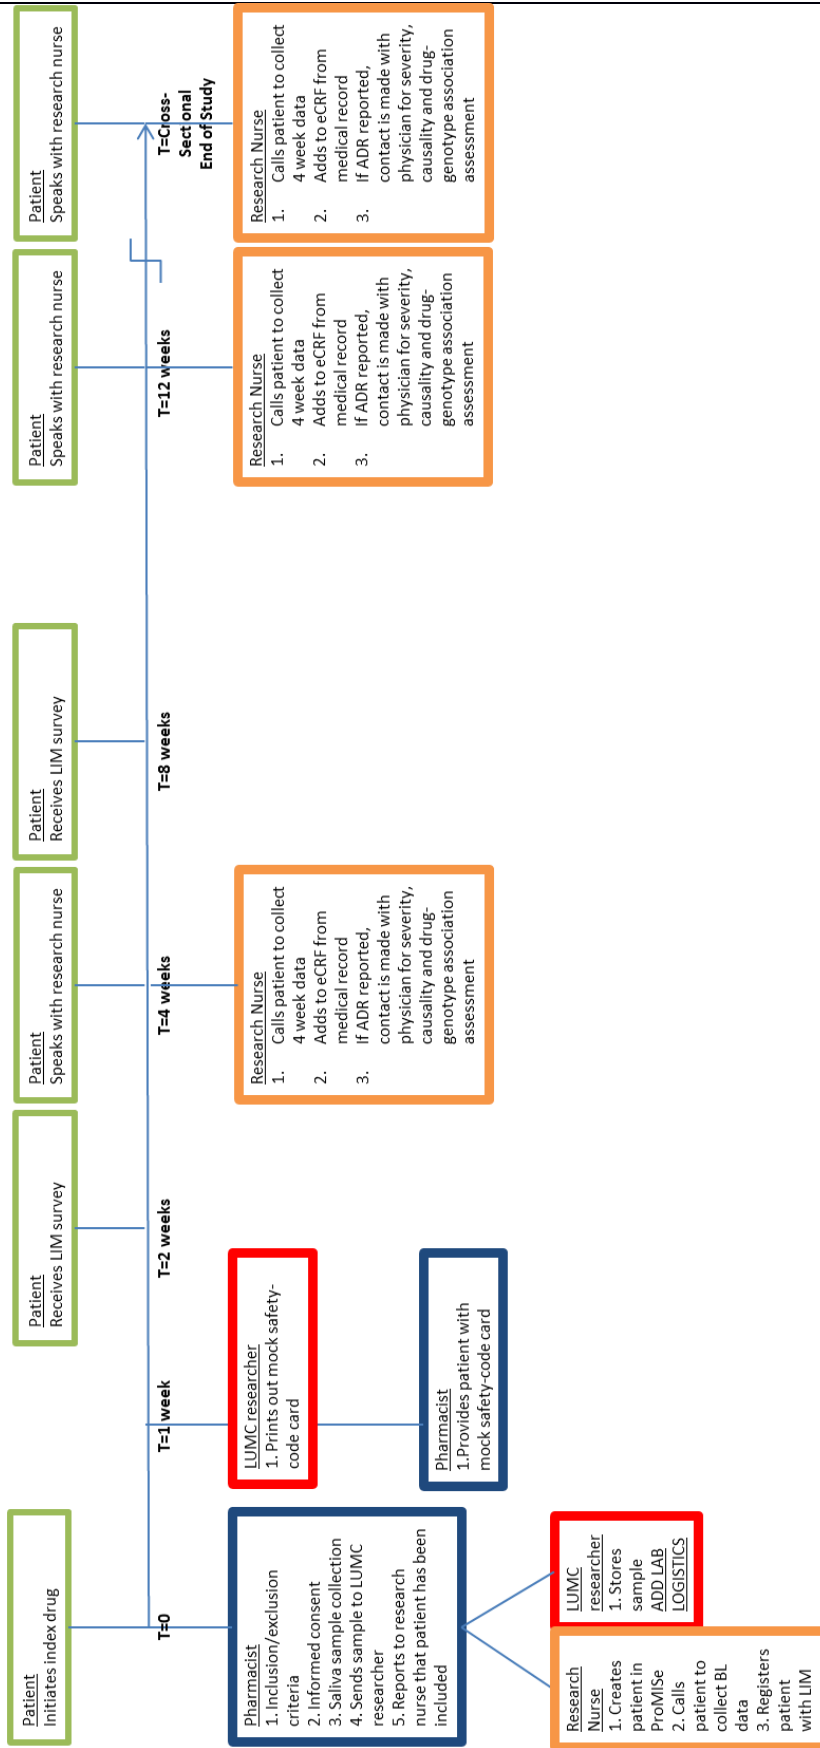 Patient
Initiates index drug
Patient
Receives LIM survey
Patient
Speaks with research nurse
Patient
Receives LIM survey
Patient
Speaks with research nurse
Patient
Speaks with research nurse
T=0
T=1 week
T=2 weeks
T=4 weeks
T=8 weeks
T=12 weeks
T=Cross-
Sectional
End of Study
Pharmacist
1. Inclusion/exclusion
criteria
2. Informed consent
3. Saliva sample collection
4. Sends sample to LUMC
researcher
5. Reports to research
nurse that patient has been
included
LUMC researcher
1. Prints out mock safety-
code card
Pharmacist
1.Provides patient with
mock safety-code card
Research Nurse
1. Calls patient to collect
4 week data
2. Adds to eCRF from
medical record
3. If ADR reported,
contact is made with
physician for severity,
causality and drug-
genotype association
assessment
Research Nurse
1. Calls patient to collect
4 week data
2. Adds to eCRF from
medical record
3. If ADR reported,
contact is made with
physician for severity,
causality and drug-
genotype association
assessment
Research Nurse
1. Calls patient to collect
4 week data
2. Adds to eCRF from
medical record
3. If ADR reported,
contact is made with
physician for severity,
causality and drug-
genotype association
assessment
Research
Nurse
1. Creates
patient in
ProMISe
2. Calls
patient to
collect BL
data
3. Registers
patient
with LIM
LUMC
researcher
1. Stores
sample
ADD LAB
LOGISTICS